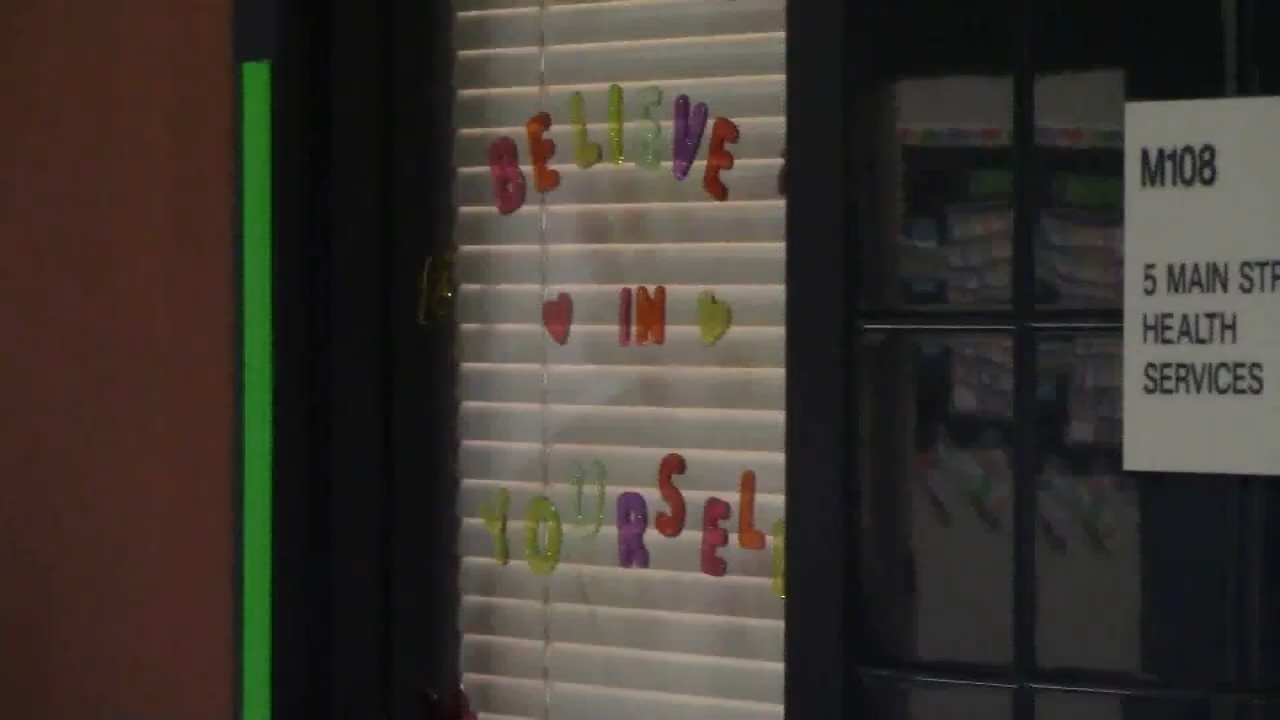 BELIEVE
IN
YOURSELF
M108
5 MAIN STR
HEALTH
SERVICES